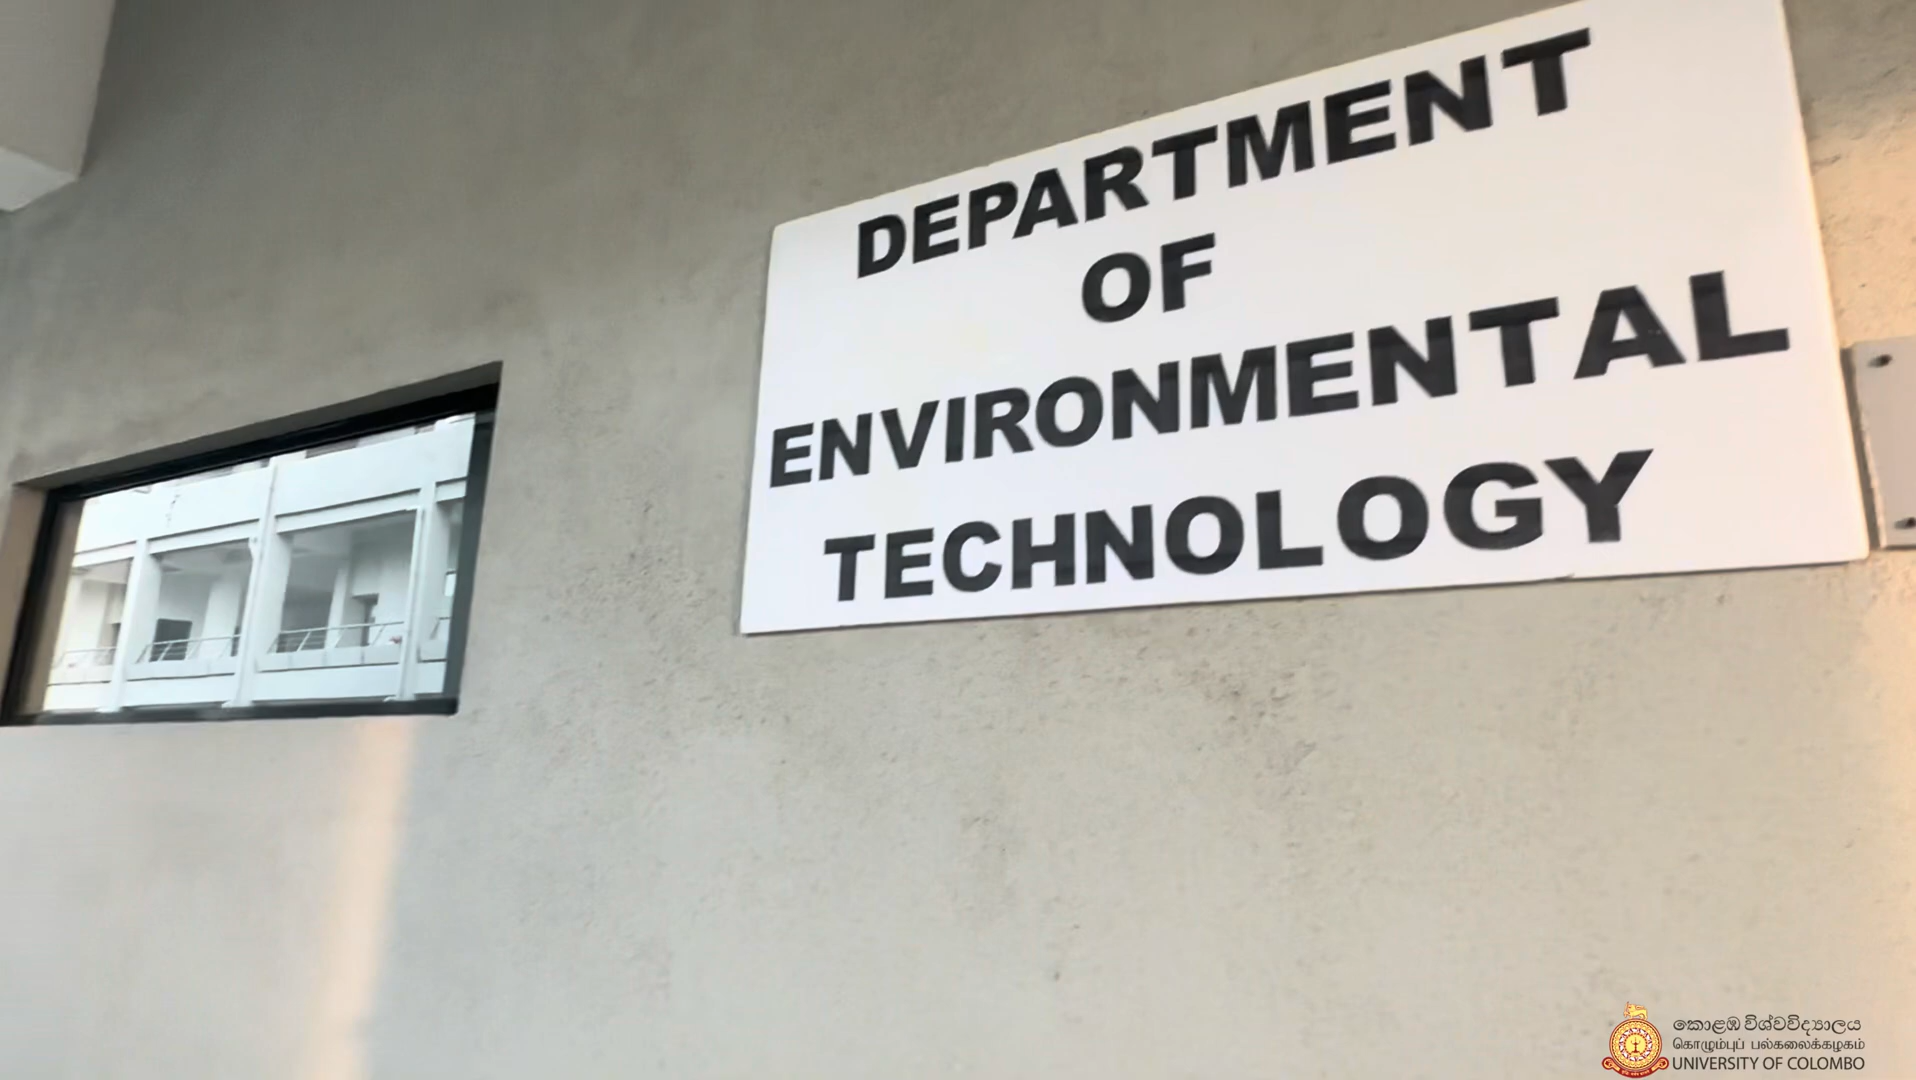 DEPARTMENT
OF
ENVIRONMENTAL
TECHNOLOGY
කොළඹ විශ්වවිද්‍යාලය
கொழும்புப் பல்கலைக்கழகம்
UNIVERSITY OF COLOMBO